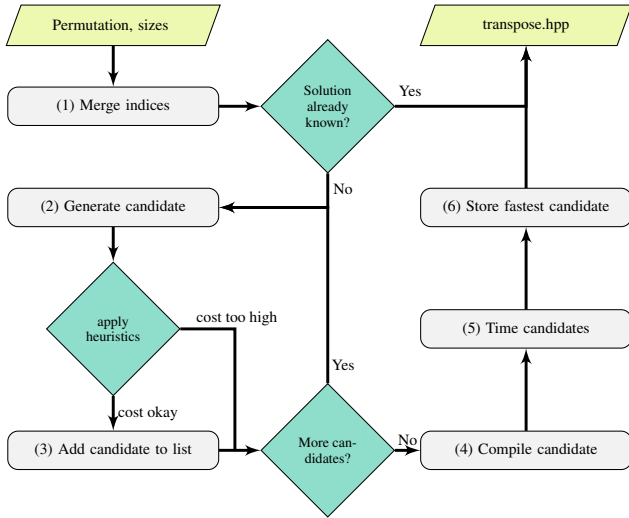 Permutation, sizes
transpose.hpp
(1) Merge indices
Solution
already
known?
Yes
No
(2) Generate candidate
(6) Store fastest candidate
apply
heuristics
cost too high
(5) Time candidates
Yes
cost okay
(3) Add candidate to list
More can-
didates?
No
(4) Compile candidate